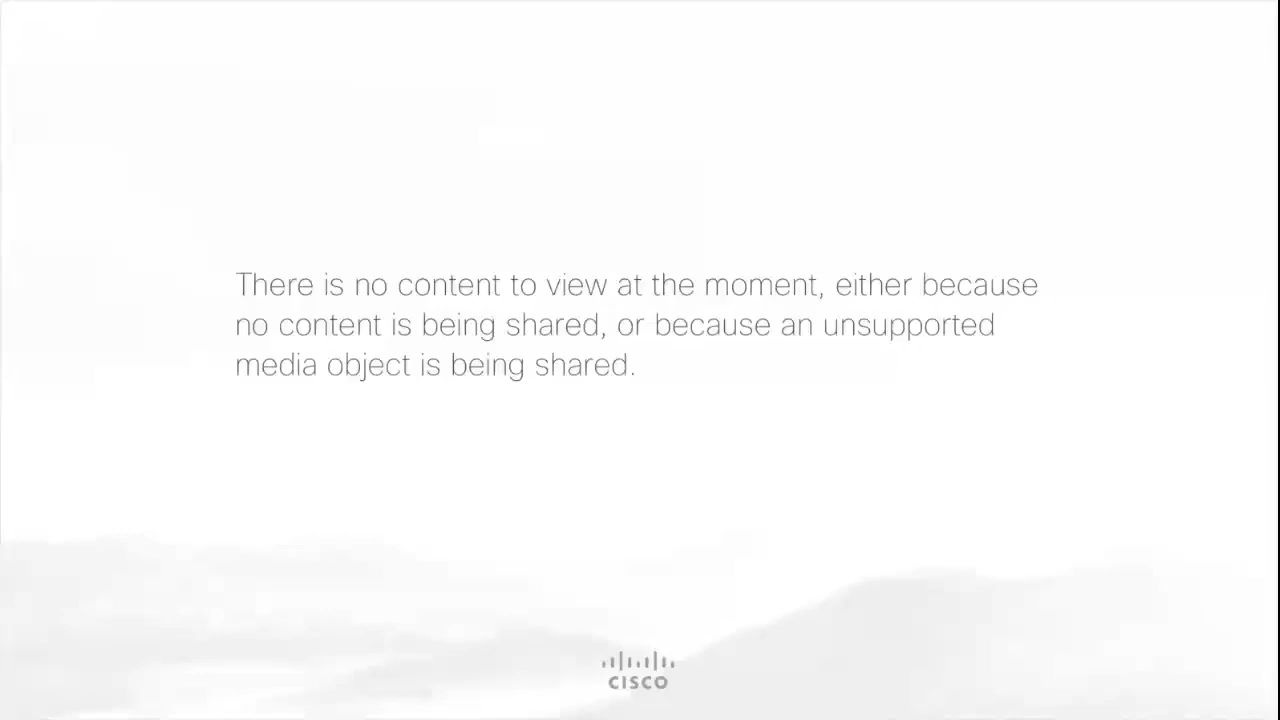 There is no content to view at the moment, either because
no content is being shared, or because an unsupported
media object is being shared.
CISCO